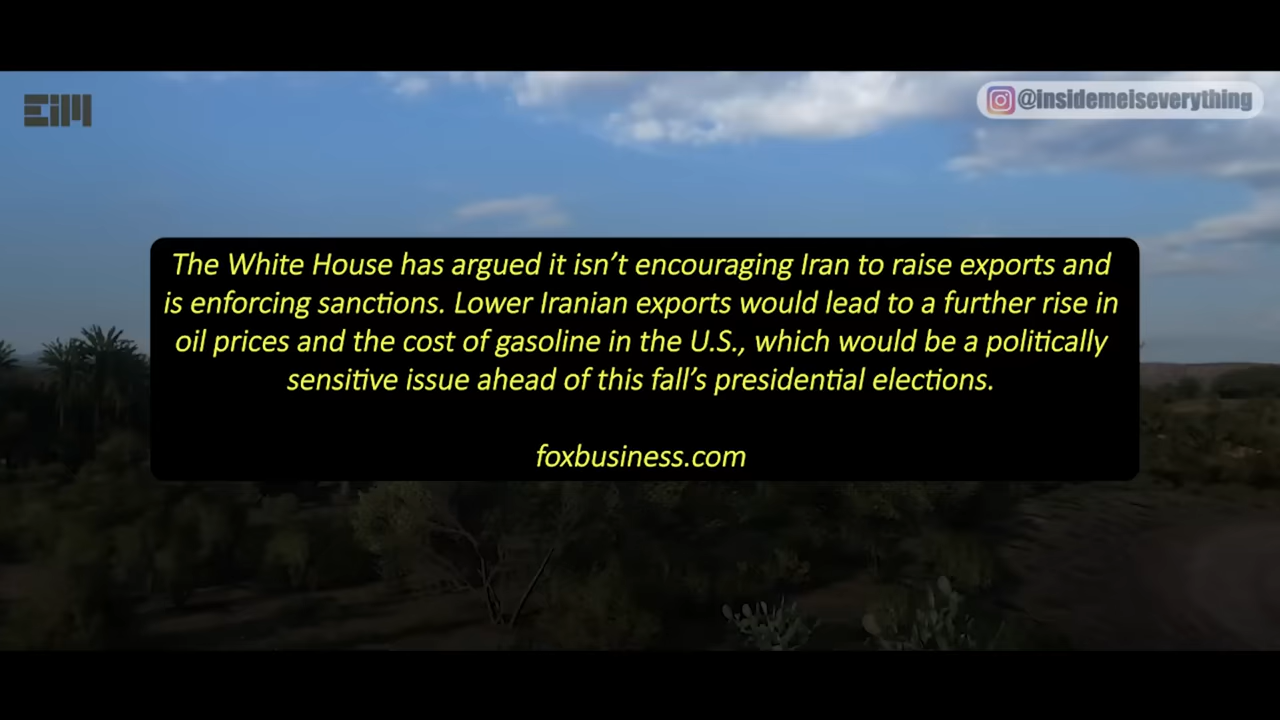 @insidemeiseverything
The White House has argued it isn’t encouraging Iran to raise exports and
is enforcing sanctions. Lower Iranian exports would lead to a further rise in
oil prices and the cost of gasoline in the U.S., which would be a politically
sensitive issue ahead of this fall’s presidential elections.
foxbusiness.com